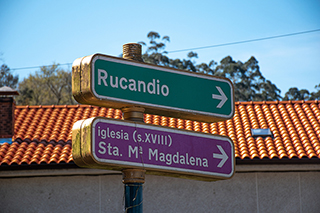 Rucandio
iglesia (s.XVIII)
Sta. Mª Magdalena